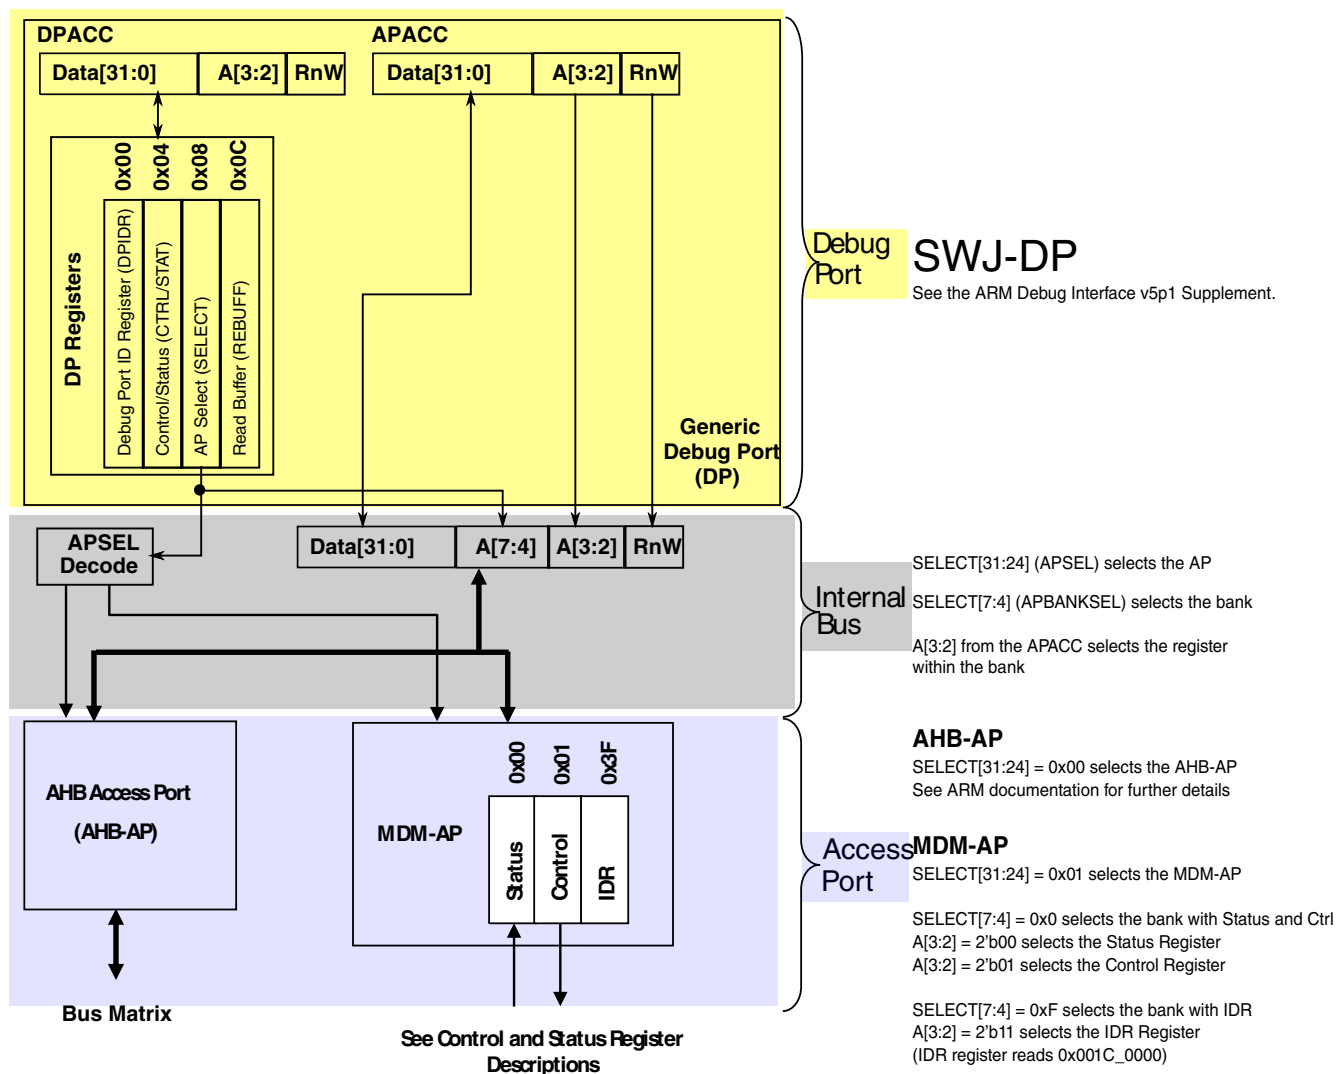 DPACC
APACC
Data[31:0] A[3:2] RnW
Data[31:0] A[3:2] RnW
0x00
0x04
0x08
0x0C
DP Registers
Debug Port ID Register (DPIDR)
Control/Status (CTRL/STAT)
AP Select (SELECT)
Read Buffer (REBUFF)
Generic
Debug Port
(DP)
Debug
Port
SWJ-DP
See the ARM Debug Interface v5p1 Supplement.
APSEL
Decode
Data[31:0] A[7:4] A[3:2] RnW
Internal
Bus
SELECT[31:24] (APSEL) selects the AP
SELECT[7:4] (APBANKSEL) selects the bank
A[3:2] from the APACC selects the register
within the bank
AHB Access Port
(AHB-AP)
MDM-AP
0x00
0x01
0x3F
Status
Control
IDR
Access
Port
AHB-AP
SELECT[31:24] = 0x00 selects the AHB-AP
See ARM documentation for further details
MDM-AP
SELECT[31:24] = 0x01 selects the MDM-AP
SELECT[7:4] = 0x0 selects the bank with Status and Ctrl
A[3:2] = 2'b00 selects the Status Register
A[3:2] = 2'b01 selects the Control Register
SELECT[7:4] = 0xF selects the bank with IDR
A[3:2] = 2'b11 selects the IDR Register
(IDR register reads 0x001C_0000)
Bus Matrix
See Control and Status Register
Descriptions